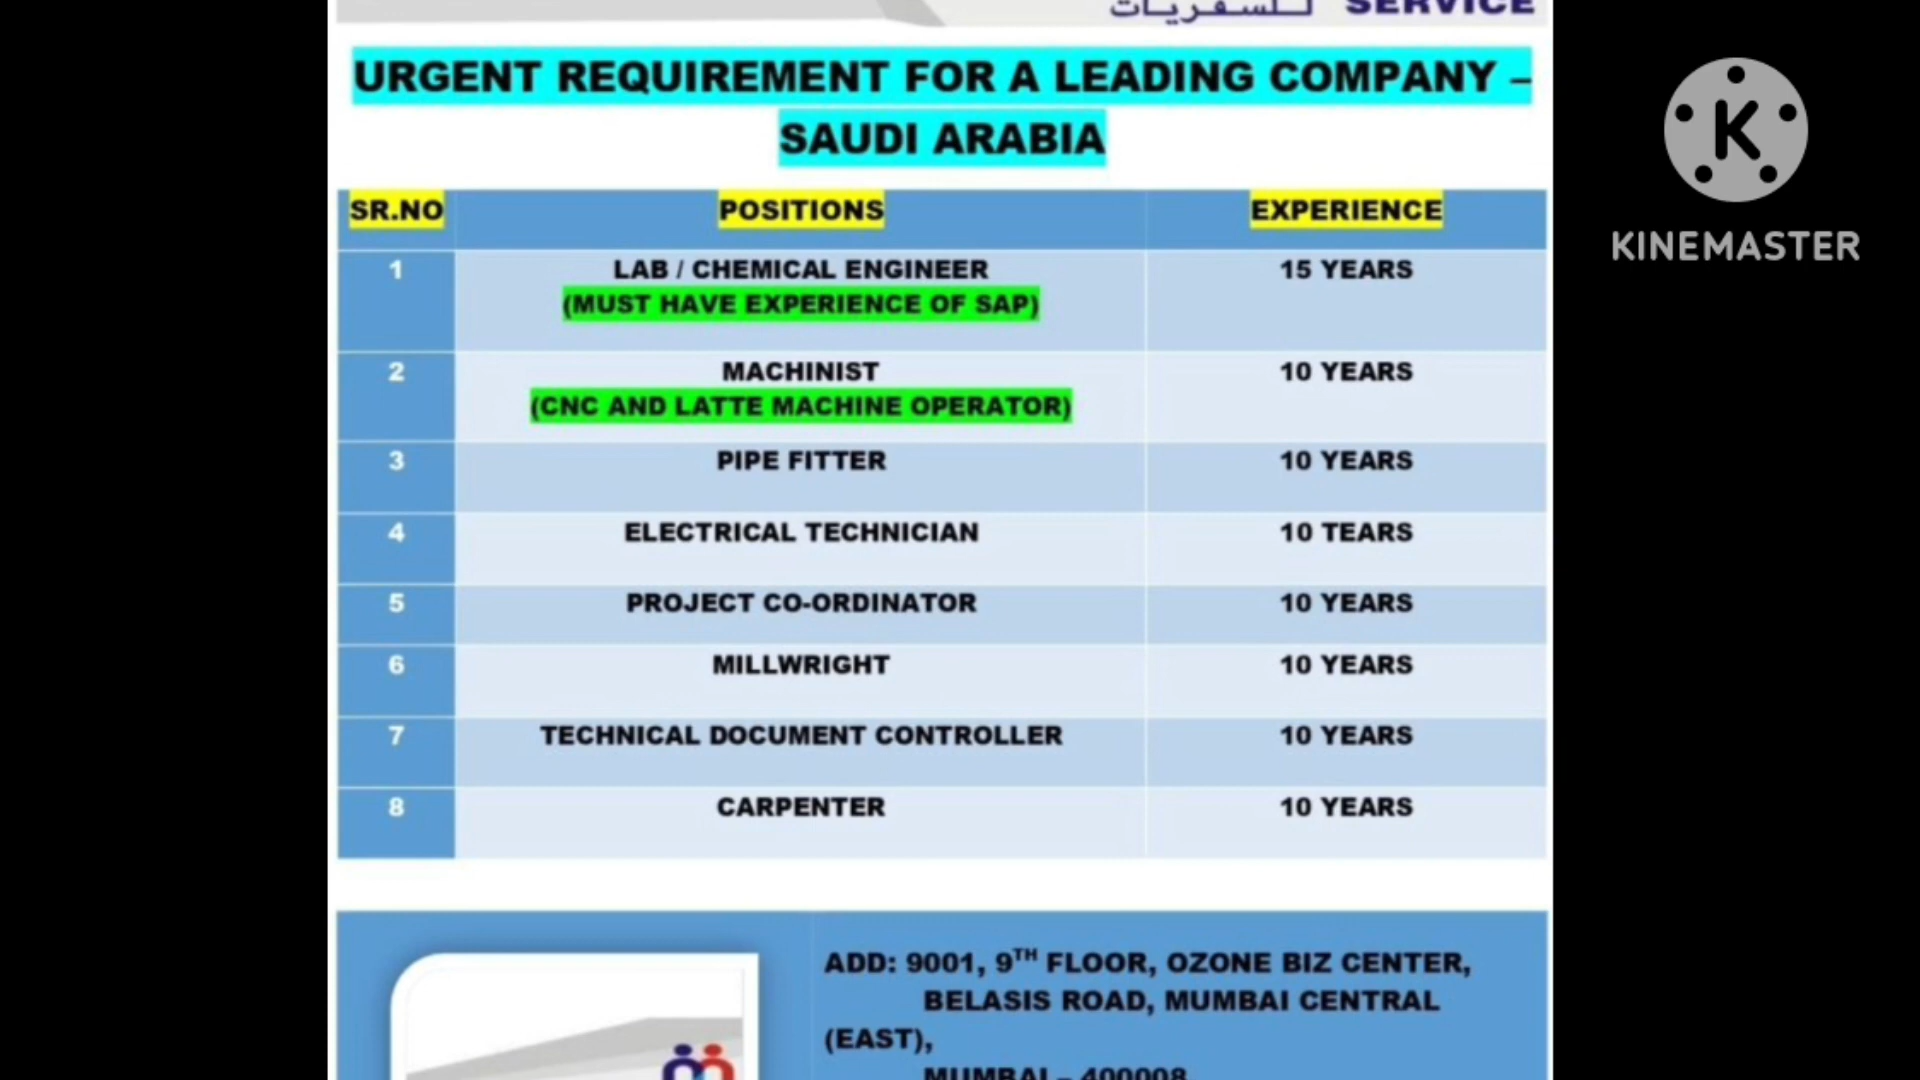 للسفريات SERVICE
URGENT REQUIREMENT FOR A LEADING COMPANY –
SAUDI ARABIA
SR.NO POSITIONS EXPERIENCE
1 LAB / CHEMICAL ENGINEER 15 YEARS
(MUST HAVE EXPERIENCE OF SAP)
2 MACHINIST 10 YEARS
(CNC AND LATTE MACHINE OPERATOR)
3 PIPE FITTER 10 YEARS
4 ELECTRICAL TECHNICIAN 10 TEARS
5 PROJECT CO-ORDINATOR 10 YEARS
6 MILLWRIGHT 10 YEARS
7 TECHNICAL DOCUMENT CONTROLLER 10 YEARS
8 CARPENTER 10 YEARS
ADD: 9001, 9TH FLOOR, OZONE BIZ CENTER,
BELASIS ROAD, MUMBAI CENTRAL
(EAST),
MUMBAI – 400008
K
KINEMASTER